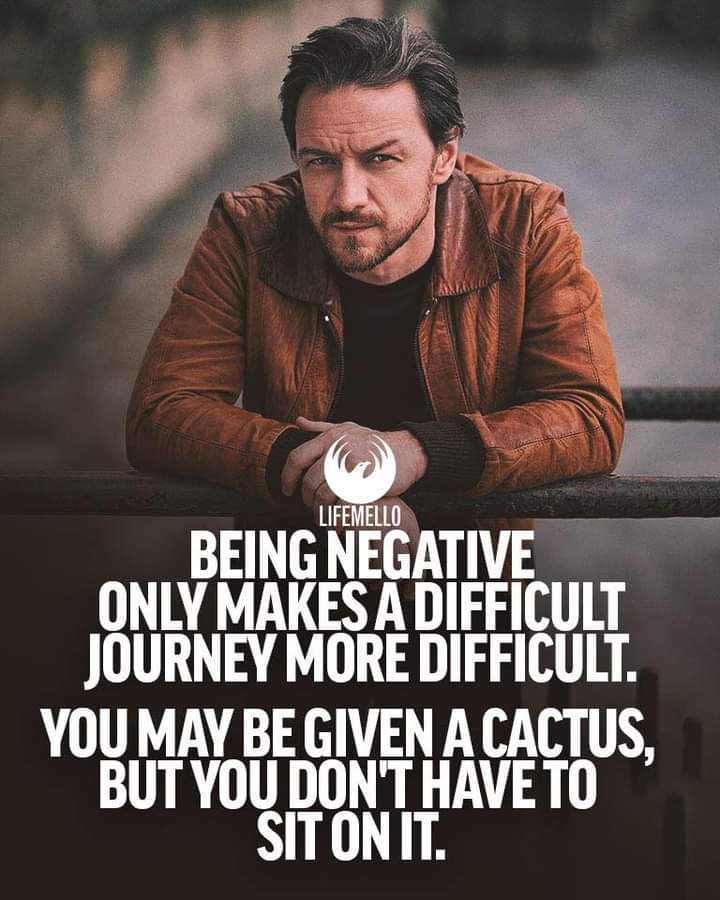 LIFEMELLO
BEING NEGATIVE
ONLY MAKES A DIFFICULT
JOURNEY MORE DIFFICULT.
YOU MAY BE GIVEN A CACTUS,
BUT YOU DON'T HAVE TO
SIT ON IT.